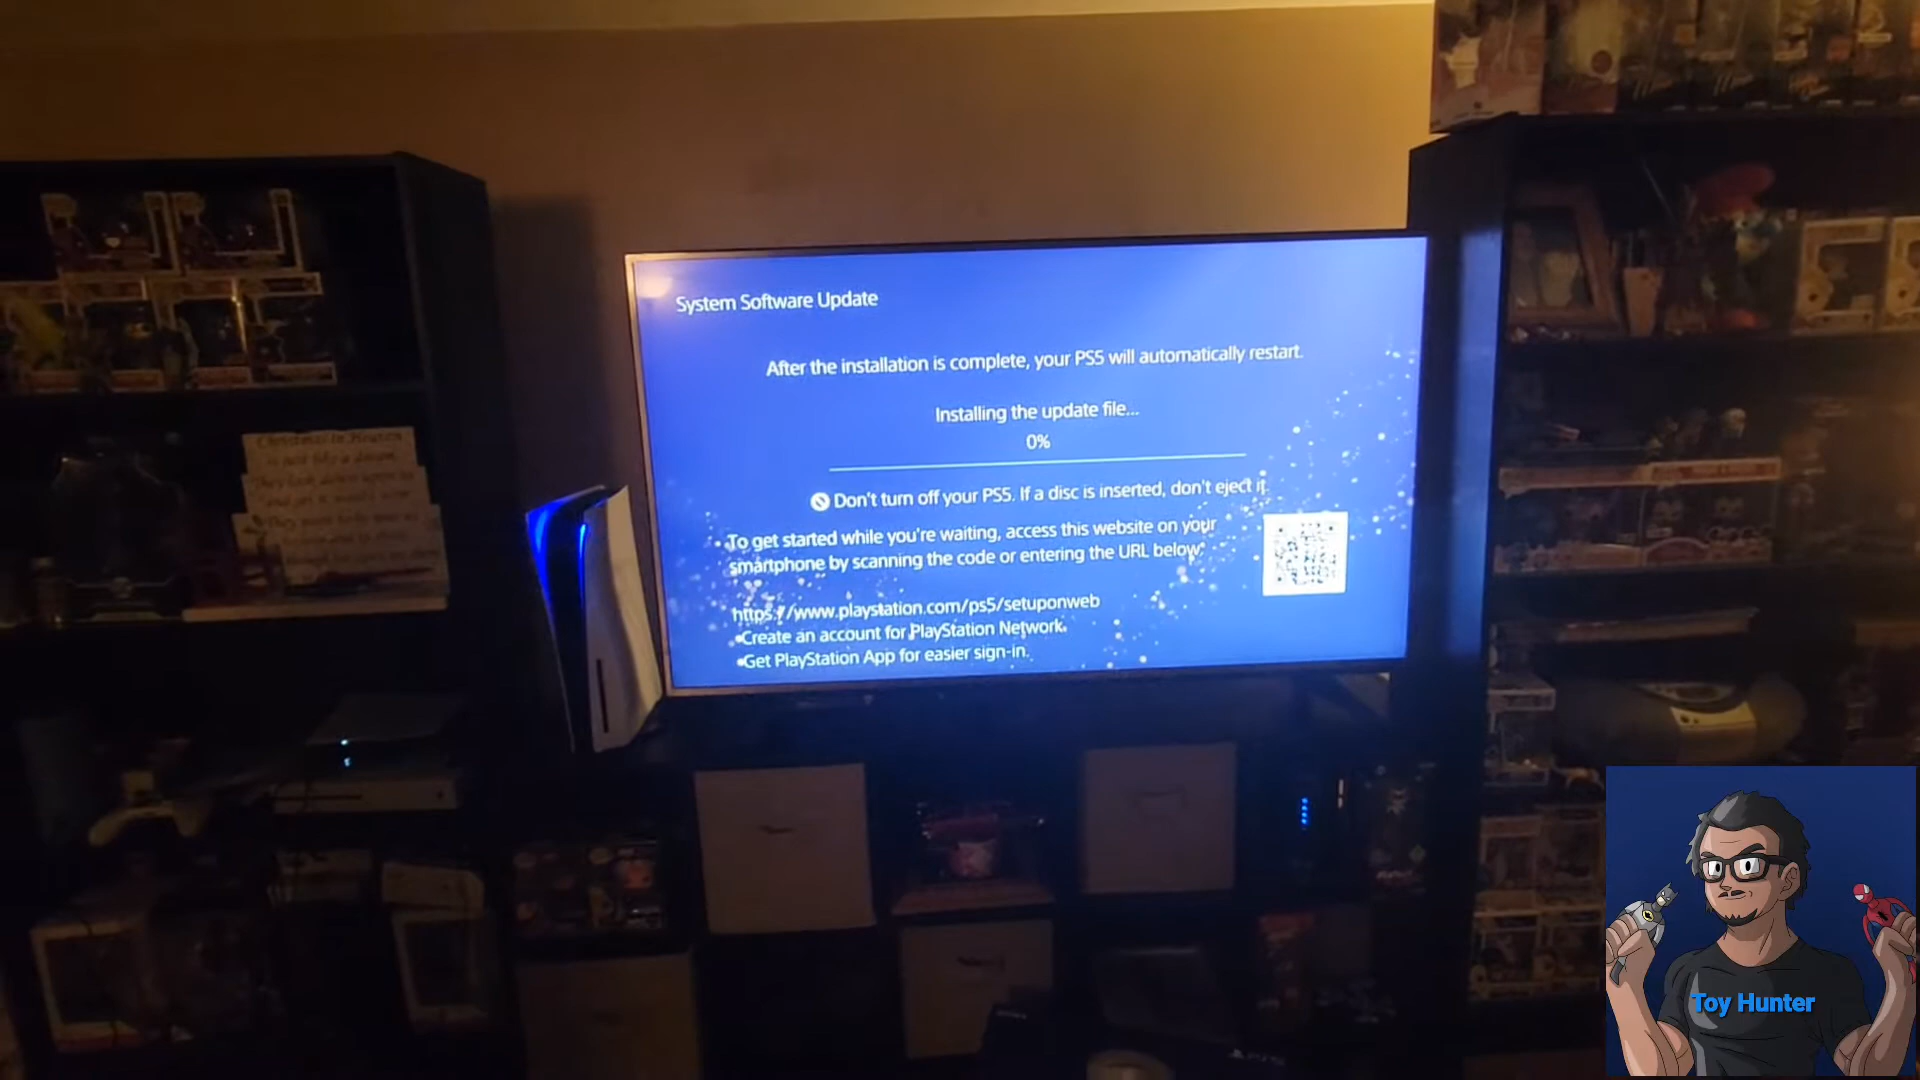 System Software Update
After the installation is complete, your PS5 will automatically restart.
Installing the update file...
0%
Don't turn off your PS5. If a disc is inserted, don't eject it.
• To get started while you're waiting, access this website on your
smartphone by scanning the code or entering the URL below.
https://www.playstation.com/ps5/setuponweb
•Create an account for PlayStation Network.
•Get PlayStation App for easier sign-in.
Christmas in Heaven
Toy Hunter